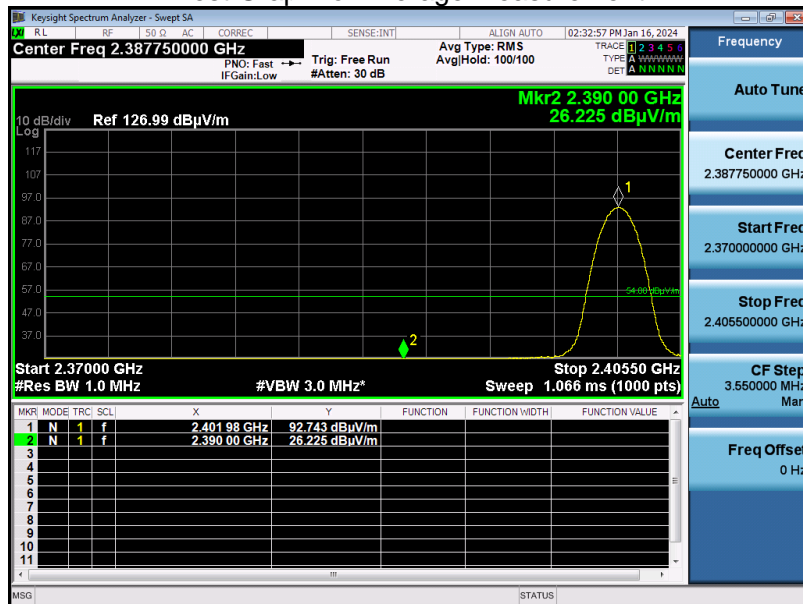 Keysight Spectrum Analyzer - Swept SA
LXI RL RF 50 Ω AC CORREC SENSE:INT ALIGN AUTO 02:32:57 PM Jan 16, 2024
Center Freq 2.387750000 GHz
PNO: Fast
IFGain:Low
Trig: Free Run
#Atten: 30 dB
Avg Type: RMS
Avg|Hold: 100/100
TRACE 1 2 3 4 5 6
TYPE A WWWWW
DET A N N N N N
Frequency
Auto Tune
Center Freq
2.387750000 GHz
Start Freq
2.370000000 GHz
Stop Freq
2.405500000 GHz
CF Step
3.550000 MHz
Auto Man
Freq Offset
0 Hz
Mkr2 2.390 00 GHz
26.225 dBµV/m
10 dB/div Ref 126.99 dBµV/m
Log
117
107
97.0
87.0
77.0
67.0
57.0
47.0
37.0
1
54.00 dBµV/m
2
Start 2.37000 GHz Stop 2.40550 GHz
#Res BW 1.0 MHz #VBW 3.0 MHz* Sweep 1.066 ms (1000 pts)
MKR MODE TRC SCL X Y FUNCTION FUNCTION WIDTH FUNCTION VALUE
1 N 1 f 2.401 98 GHz 92.743 dBµV/m
2 N 1 f 2.390 00 GHz 26.225 dBµV/m
3
4
5
6
7
8
9
10
11
MSG STATUS